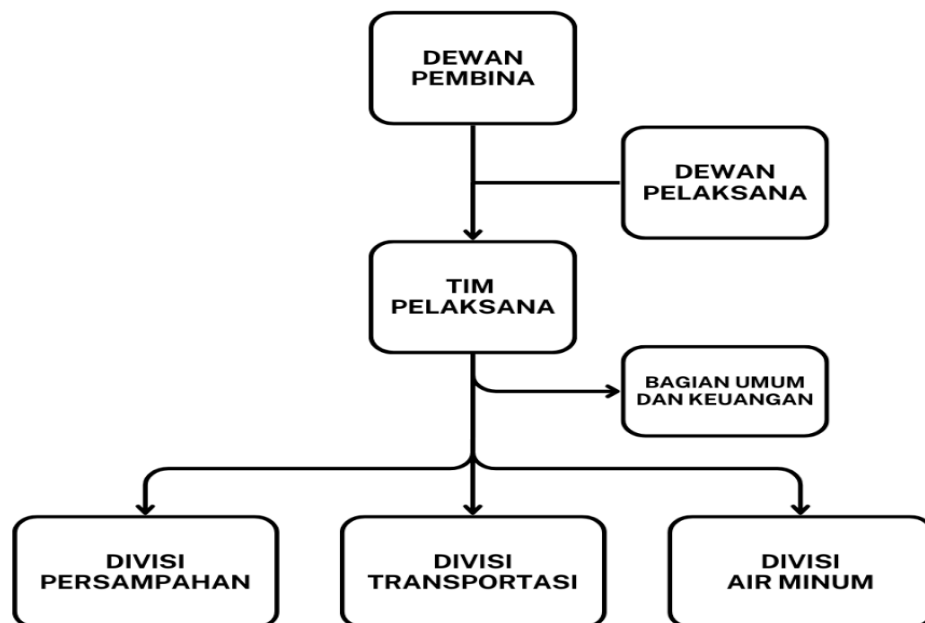 DEWAN
PEMBINA
DEWAN
PELAKSANA
TIM
PELAKSANA
BAGIAN UMUM
DAN KEUANGAN
DIVISI
PERSAMPAHAN
DIVISI
TRANSPORTASI
DIVISI
AIR MINUM